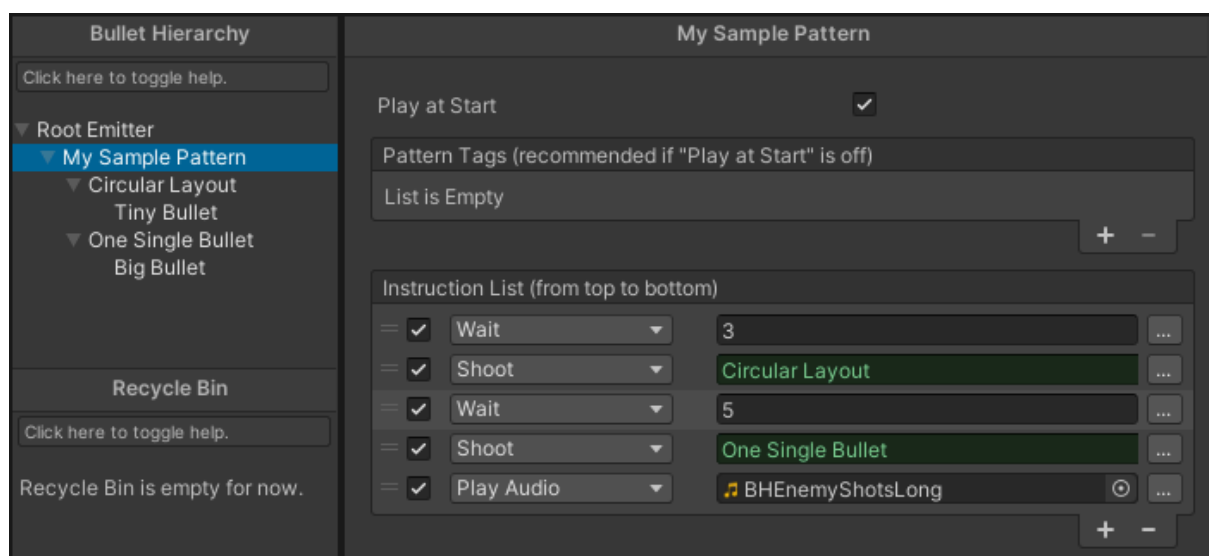 Bullet Hierarchy
Click here to toggle help.
Root Emitter
My Sample Pattern
Circular Layout
Tiny Bullet
One Single Bullet
Big Bullet
Recycle Bin
Click here to toggle help.
Recycle Bin is empty for now.
My Sample Pattern
Play at Start
Pattern Tags (recommended if "Play at Start" is off)
List is Empty
+ −
Instruction List (from top to bottom)
Wait 3 ...
Shoot Circular Layout ...
Wait 5 ...
Shoot One Single Bullet ...
Play Audio BHEnemyShotsLong ...
+ −